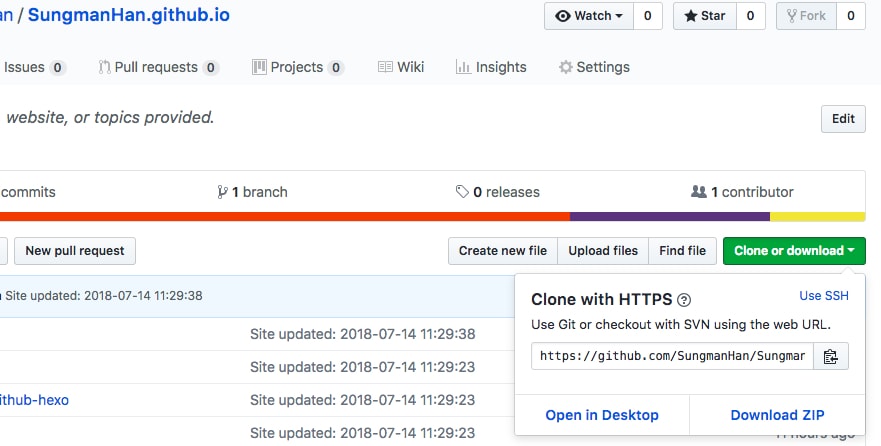 an / SungmanHan.github.io
Watch 0 Star 0 Fork 0
Issues 0 Pull requests 0 Projects 0 Wiki Insights Settings
website, or topics provided.
Edit
commits 1 branch 0 releases 1 contributor
New pull request Create new file Upload files Find file Clone or download
Site updated: 2018-07-14 11:29:38
Clone with HTTPS ?
Use SSH
Use Git or checkout with SVN using the web URL.
https://github.com/SungmanHan/Sungmar
Open in Desktop Download ZIP
Site updated: 2018-07-14 11:29:38
Site updated: 2018-07-14 11:29:23
ithub-hexo Site updated: 2018-07-14 11:29:23
Site updated: 2018-07-14 11:29:23
11 hours ago